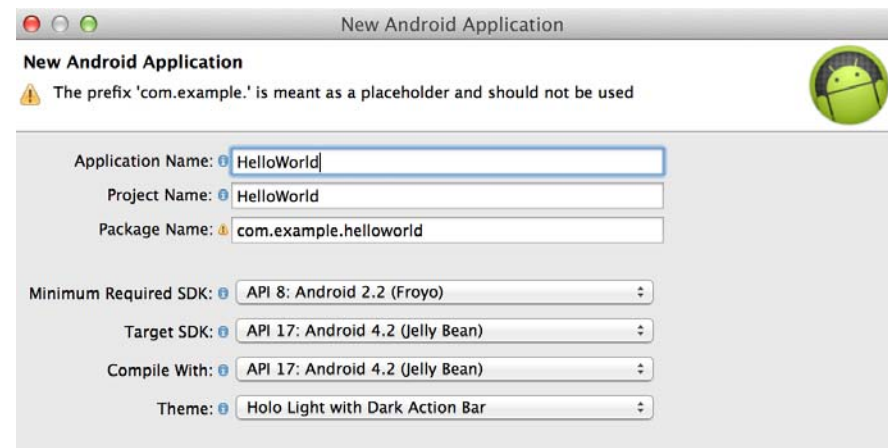 New Android Application
New Android Application
The prefix 'com.example.' is meant as a placeholder and should not be used
Application Name: HelloWorld
Project Name: HelloWorld
Package Name: com.example.helloworld
Minimum Required SDK: API 8: Android 2.2 (Froyo)
Target SDK: API 17: Android 4.2 (Jelly Bean)
Compile With: API 17: Android 4.2 (Jelly Bean)
Theme: Holo Light with Dark Action Bar